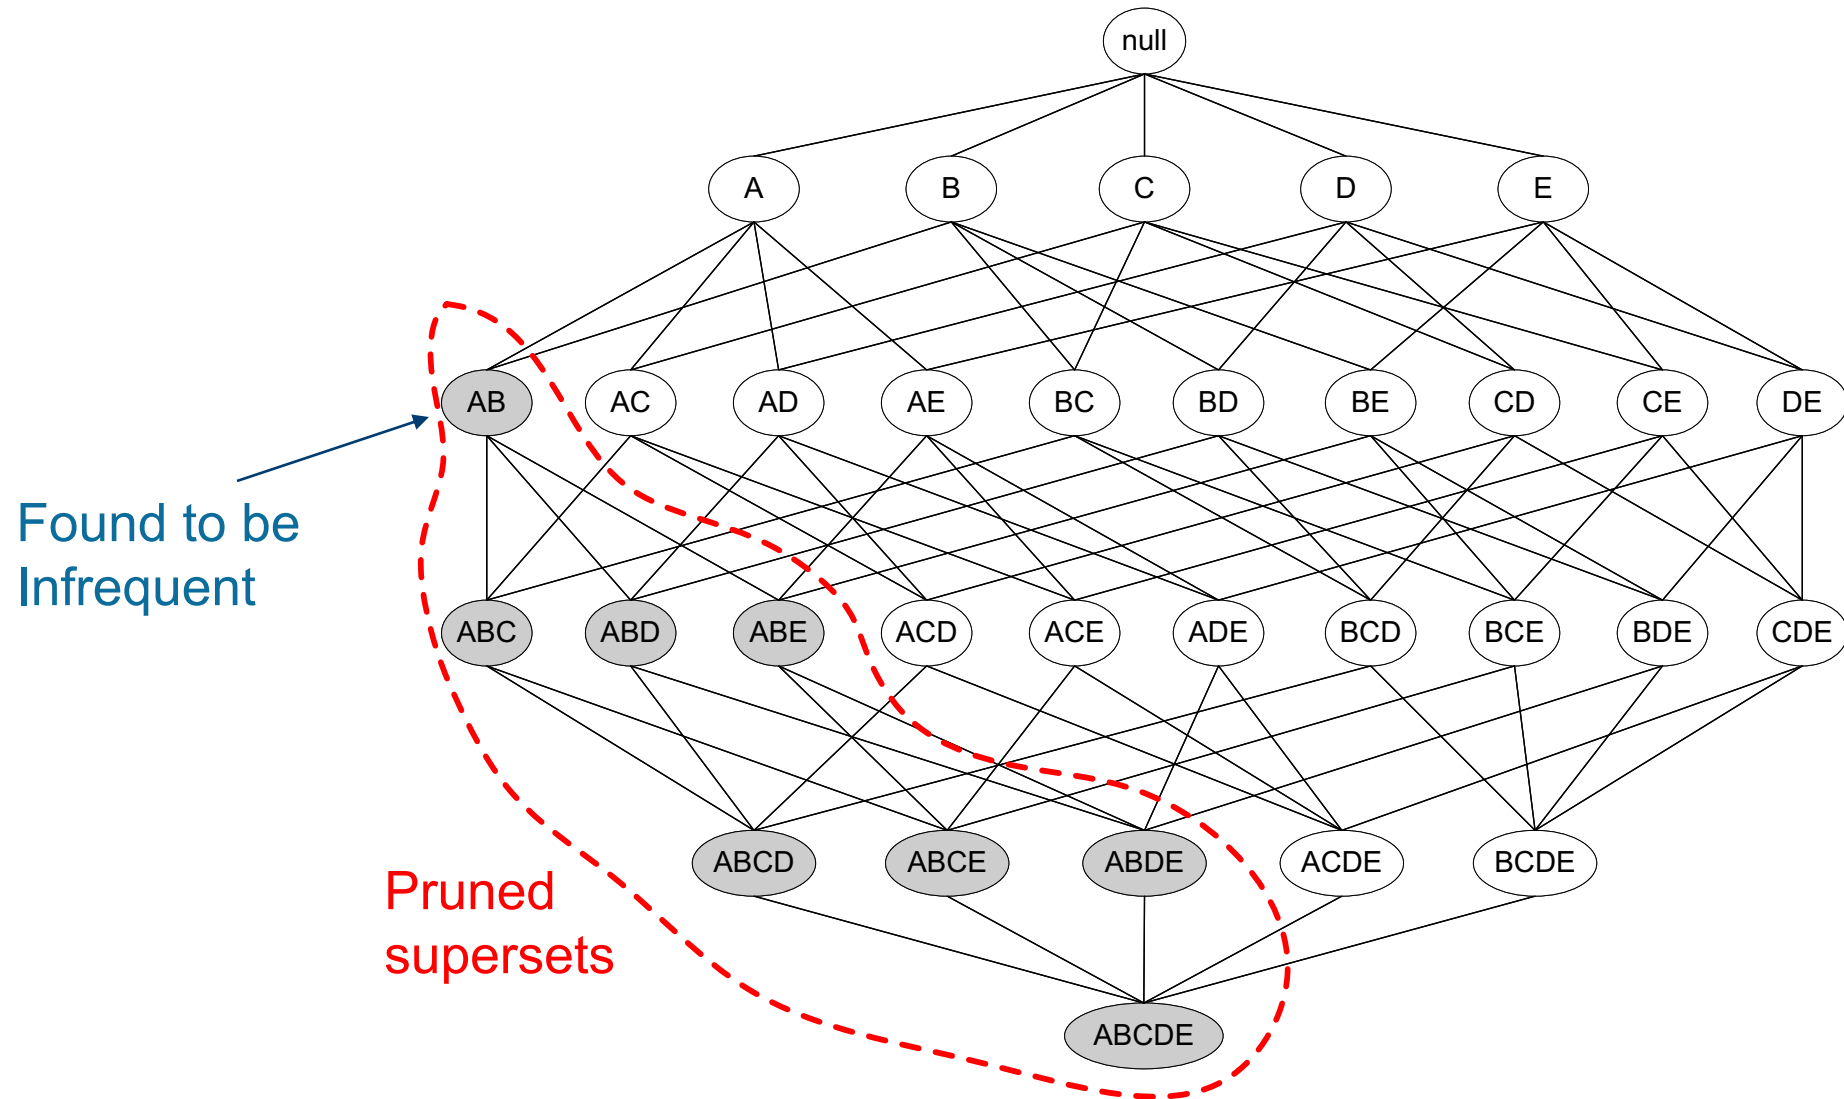 null
A B C D E
AB AC AD AE BC BD BE CD CE DE
Found to be
Infrequent
ABC ABD ABE ACD ACE ADE BCD BCE BDE CDE
ABCD ABCE ABDE ACDE BCDE
Pruned
supersets
ABCDE